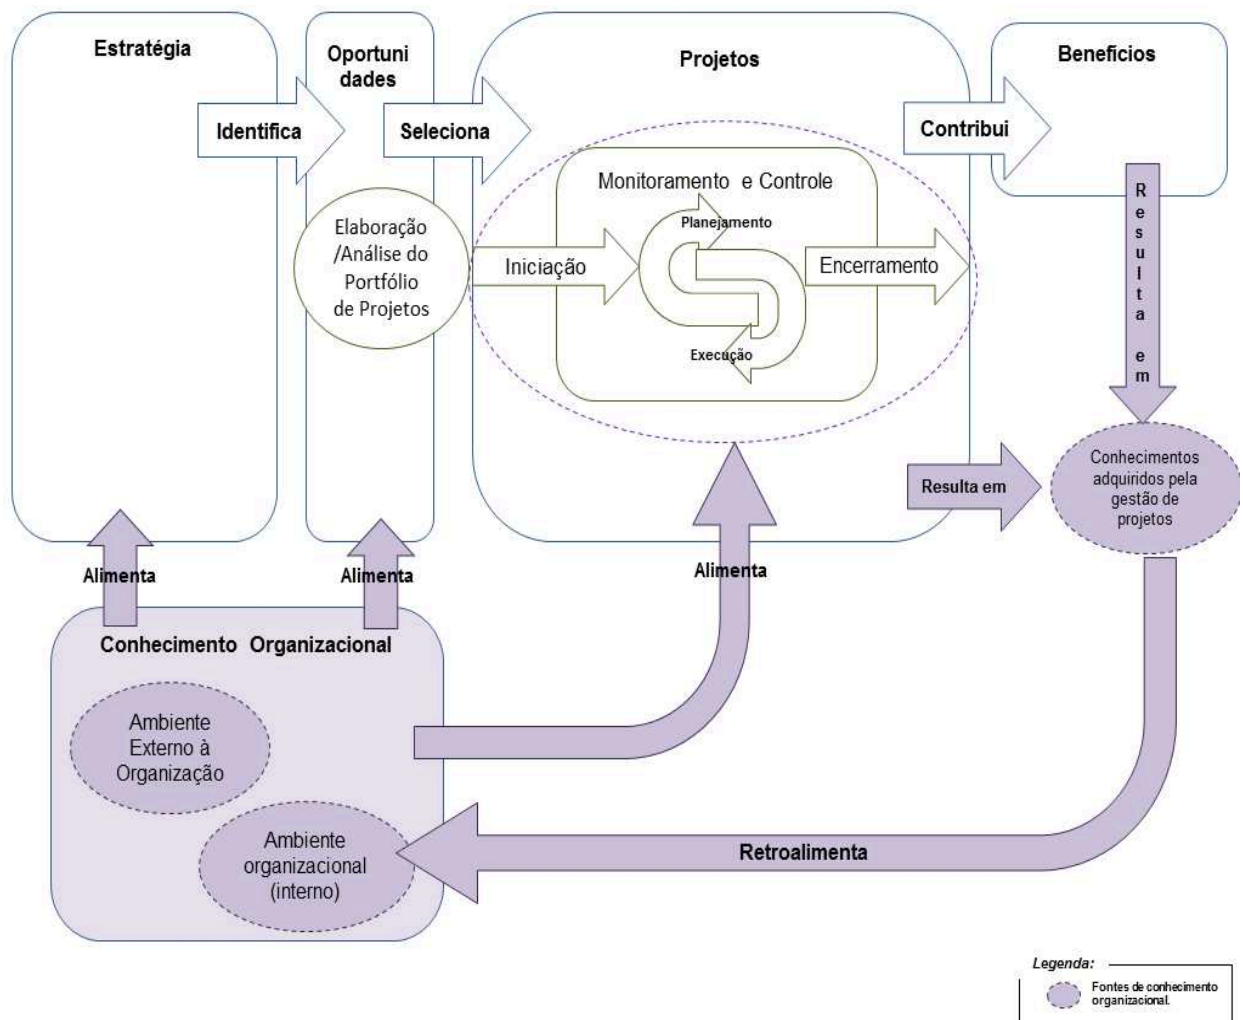 Estratégia
Oportuni
dades
Projetos
Benefícios
Identifica
Seleciona
Contribui
Monitoramento e Controle
Planejamento
Elaboração
/Análise do
Portfólio
de Projetos
Iniciação
Encerramento
Execução
Resulta em
Resulta em
Conhecimentos
adquiridos pela
gestão de
projetos
Alimenta
Alimenta
Alimenta
Conhecimento Organizacional
Ambiente
Externo à
Organização
Ambiente
organizacional
(interno)
Retroalimenta
Legenda:
Fontes de conhecimento
organizacional.